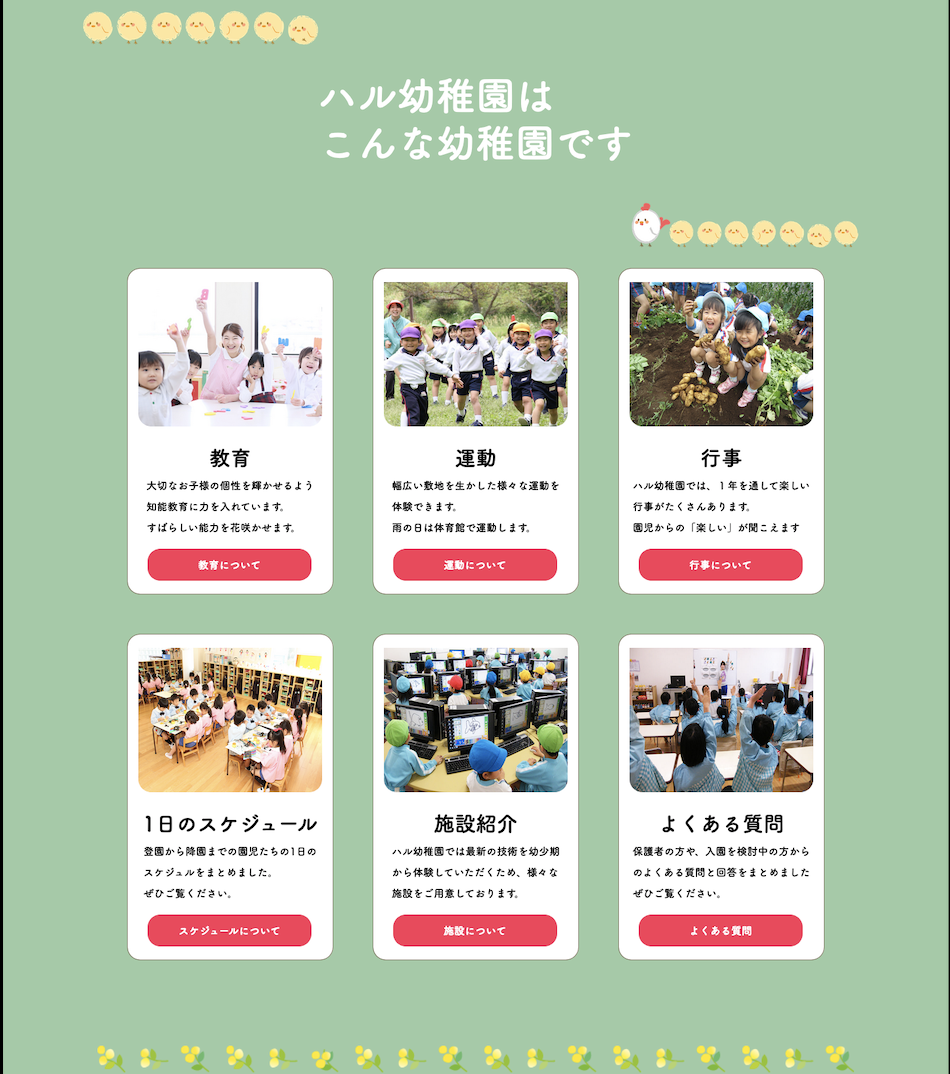 ハル幼稚園は
こんな幼稚園です
教育
大切なお子様の個性を輝かせるよう
知能教育に力を入れています。
すばらしい能力を花咲かせます。
教育について
運動
幅広い敷地を生かした様々な運動を
体験できます。
雨の日は体育館で運動します。
運動について
行事
ハル幼稚園では、１年を通して楽しい
行事がたくさんあります。
園児からの「楽しい」が聞こえます
行事について
1日のスケジュール
登園から降園までの園児たちの1日の
スケジュルをまとめました。
ぜひご覧ください。
スケジュールについて
施設紹介
ハル幼稚園では最新の技術を幼少期
から体験していただくため、様々な
施設をご用意しております。
施設について
よくある質問
保護者の方や、入園を検討中の方から
のよくある質問と回答をまとめました
ぜひご覧ください。
よくある質問